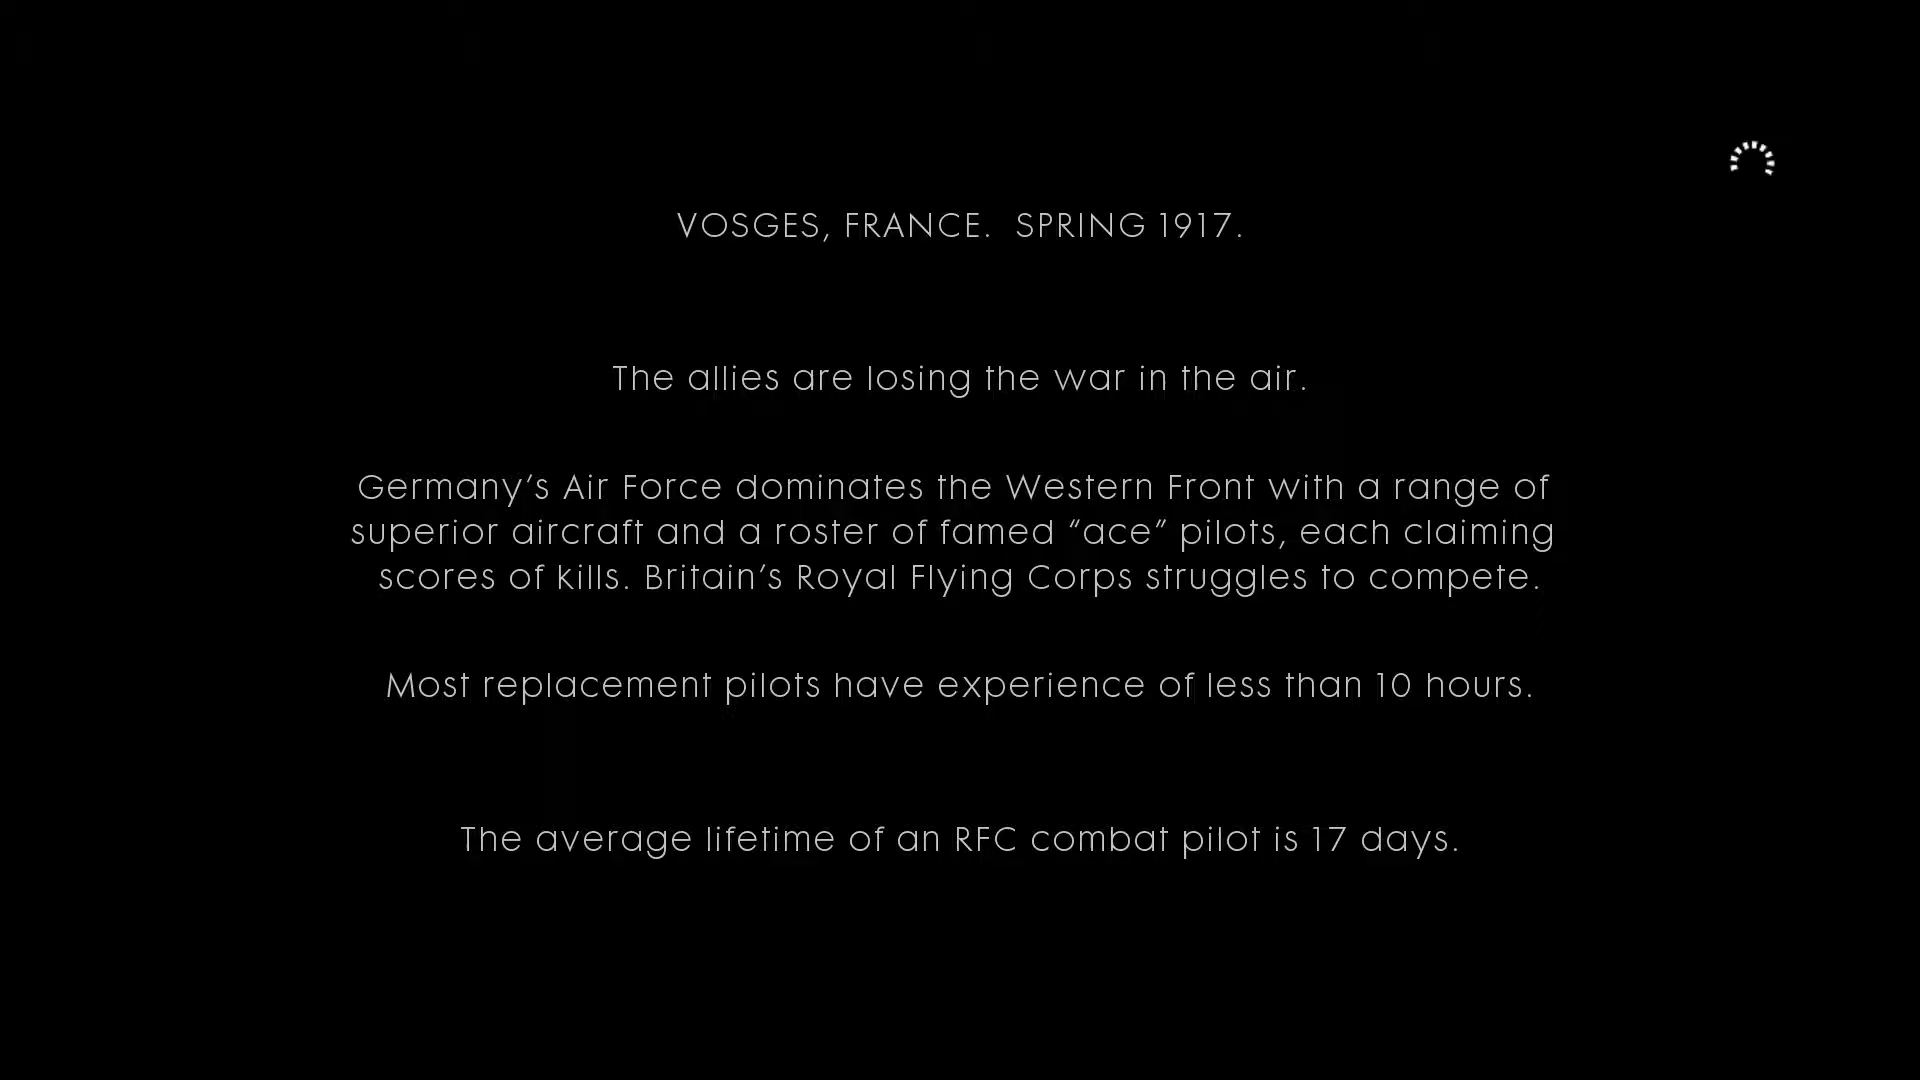 VOSGES, FRANCE.  SPRING 1917.
The allies are losing the war in the air.
Germany’s Air Force dominates the Western Front with a range of
superior aircraft and a roster of famed “ace” pilots, each claiming
scores of kills. Britain’s Royal Flying Corps struggles to compete.
Most replacement pilots have experience of less than 10 hours.
The average lifetime of an RFC combat pilot is 17 days.